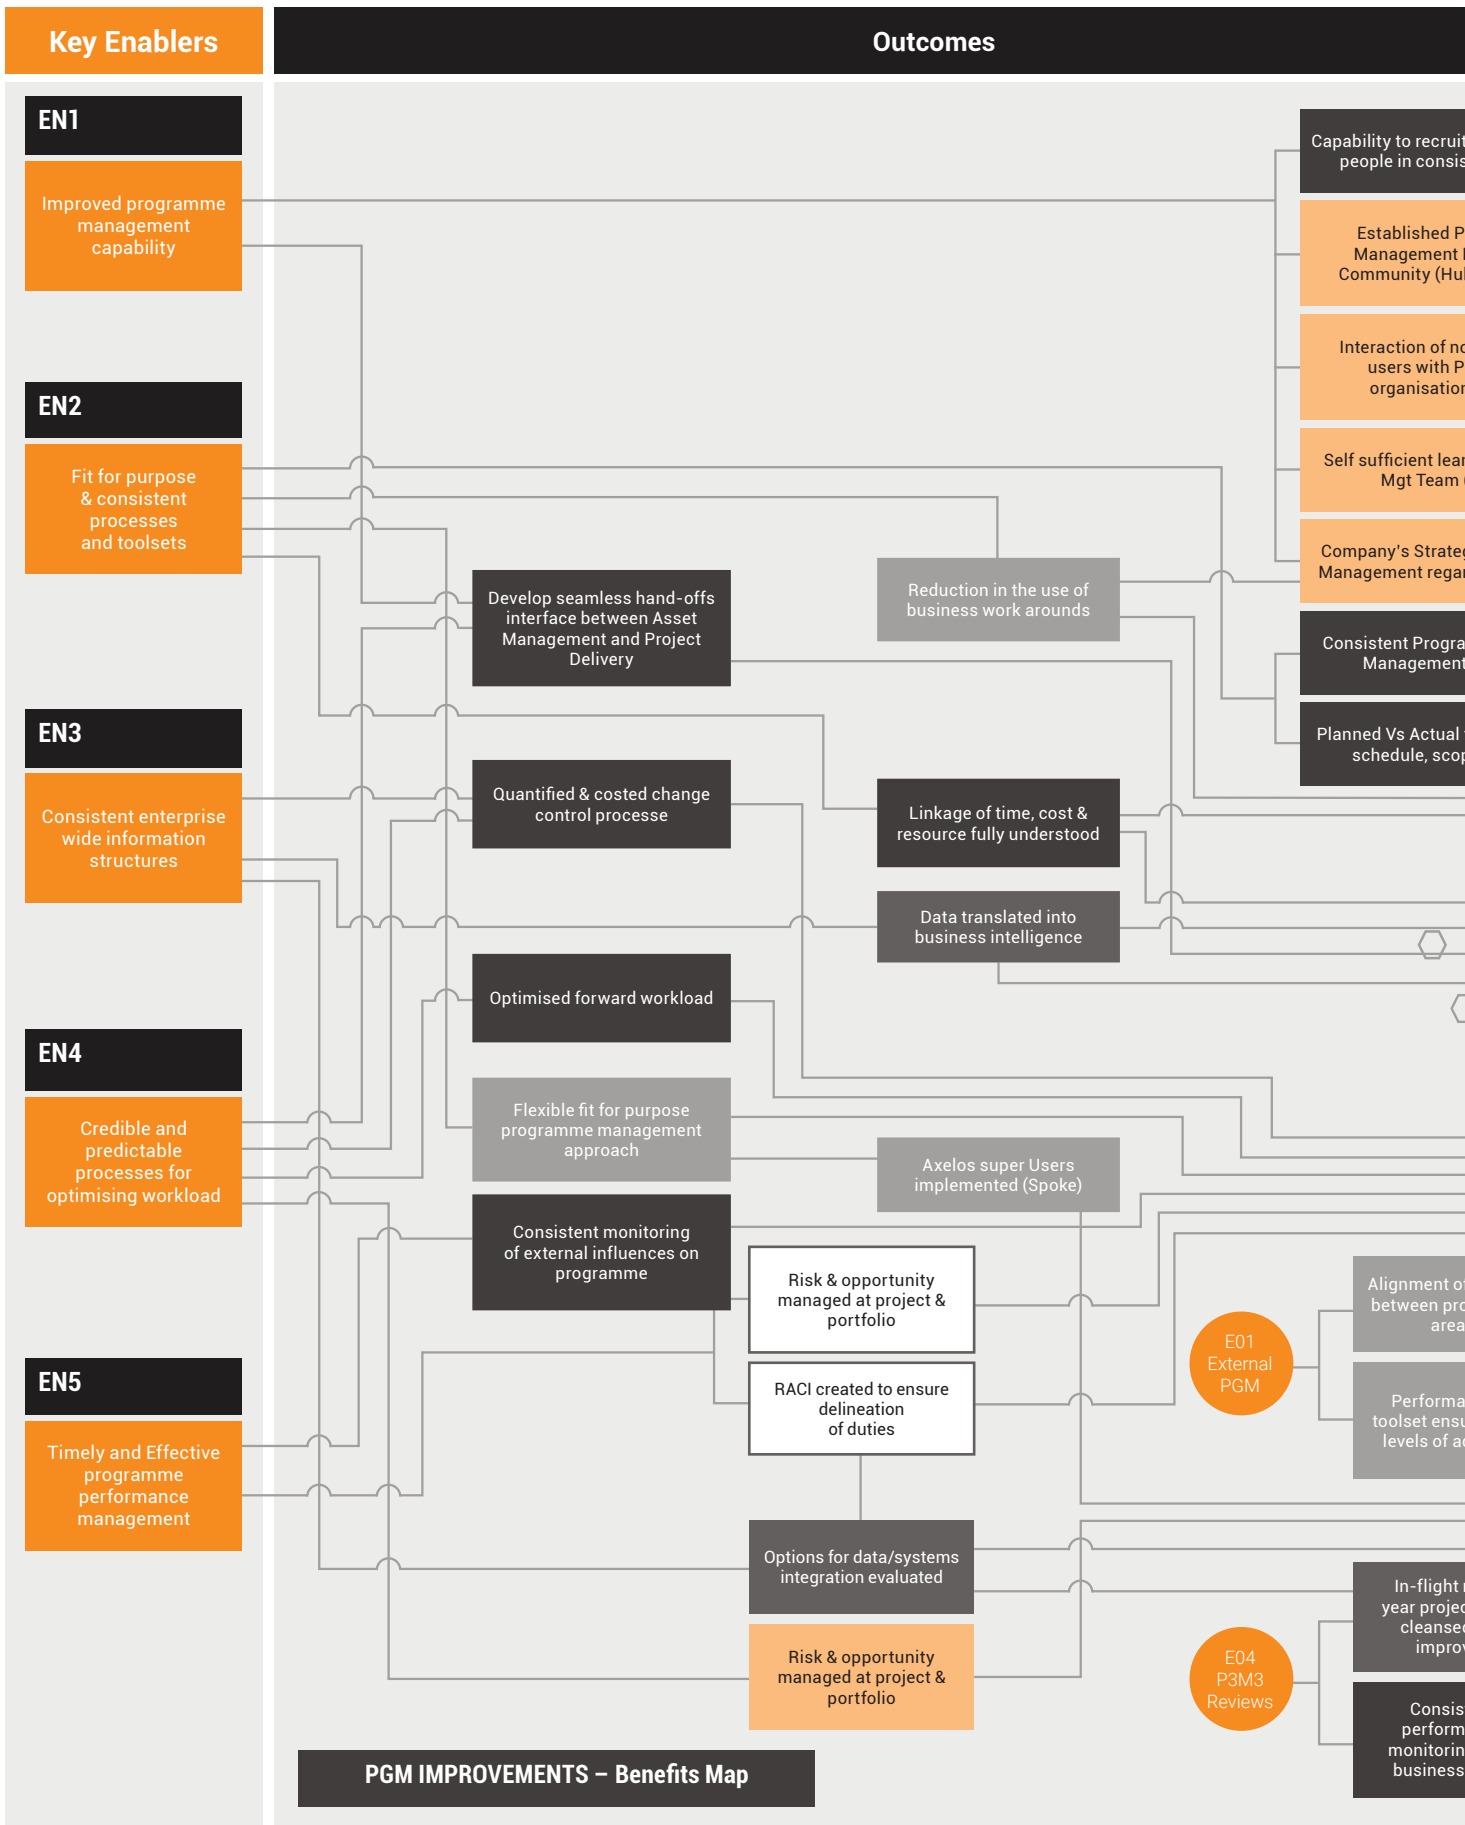 Key Enablers
Outcomes
EN1
Improved programme
management
capability
EN2
Fit for purpose
& consistent
processes
and toolsets
EN3
Consistent enterprise
wide information
structures
EN4
Credible and
predictable
processes for
optimising workload
EN5
Timely and Effective
programme
performance
management
Develop seamless hand-offs
interface between Asset
Management and Project
Delivery
Quantified & costed change
control processe
Optimised forward workload
Flexible fit for purpose
programme management
approach
Consistent monitoring
of external influences on
programme
Risk & opportunity
managed at project &
portfolio
RACI created to ensure
delineation
of duties
Options for data/systems
integration evaluated
Risk & opportunity
managed at project &
portfolio
Reduction in the use of
business work arounds
Linkage of time, cost &
resource fully understood
Data translated into
business intelligence
Axelos super Users
implemented (Spoke)
Capability to recruit
people in consis
Established P
Management
Community (Hu
Interaction of no
users with P
organisation
Self sufficient lear
Mgt Team
Company's Strateg
Management regar
Consistent Progra
Management
Planned Vs Actual
schedule, scop
E01
External
PGM
Alignment of
between pro
area
Performa
toolset ensu
levels of a
E04
P3M3
Reviews
In-flight
year projec
cleansed
improv
Consis
perform
monitorin
business
PGM IMPROVEMENTS – Benefits Map